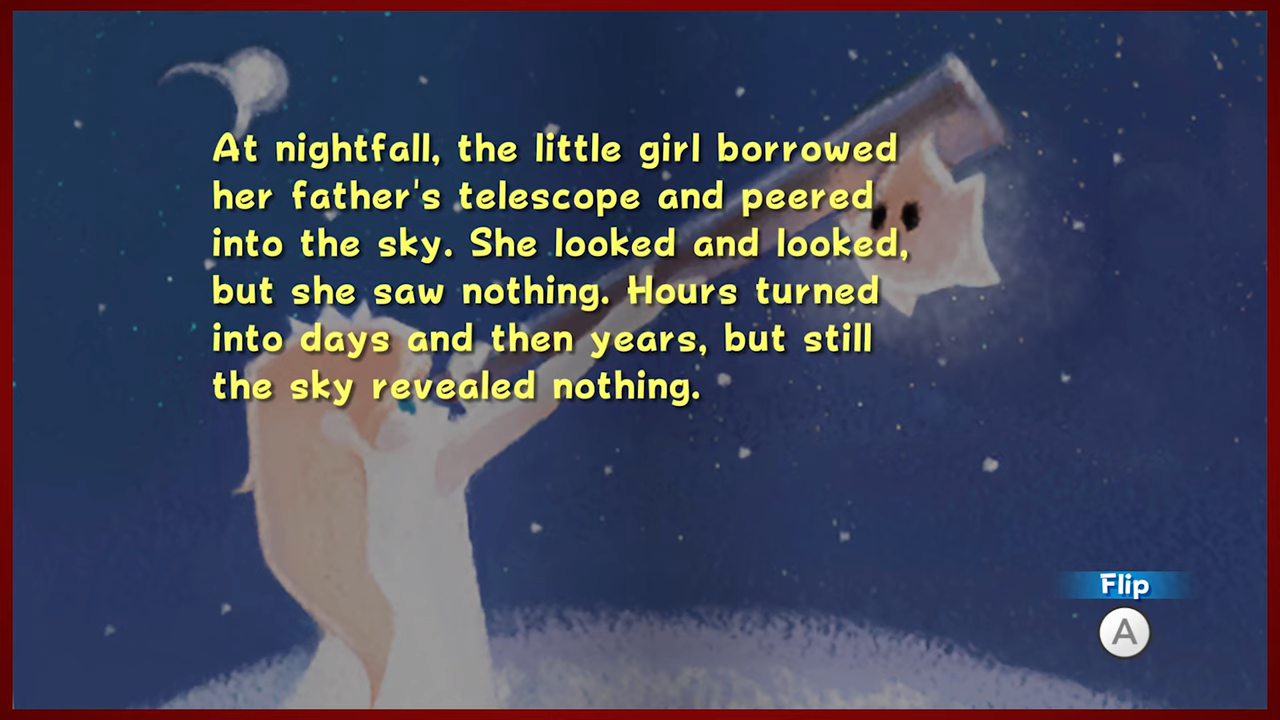 At nightfall, the little girl borrowed
her father's telescope and peered
into the sky. She looked and looked,
but she saw nothing. Hours turned
into days and then years, but still
the sky revealed nothing.
Flip
A